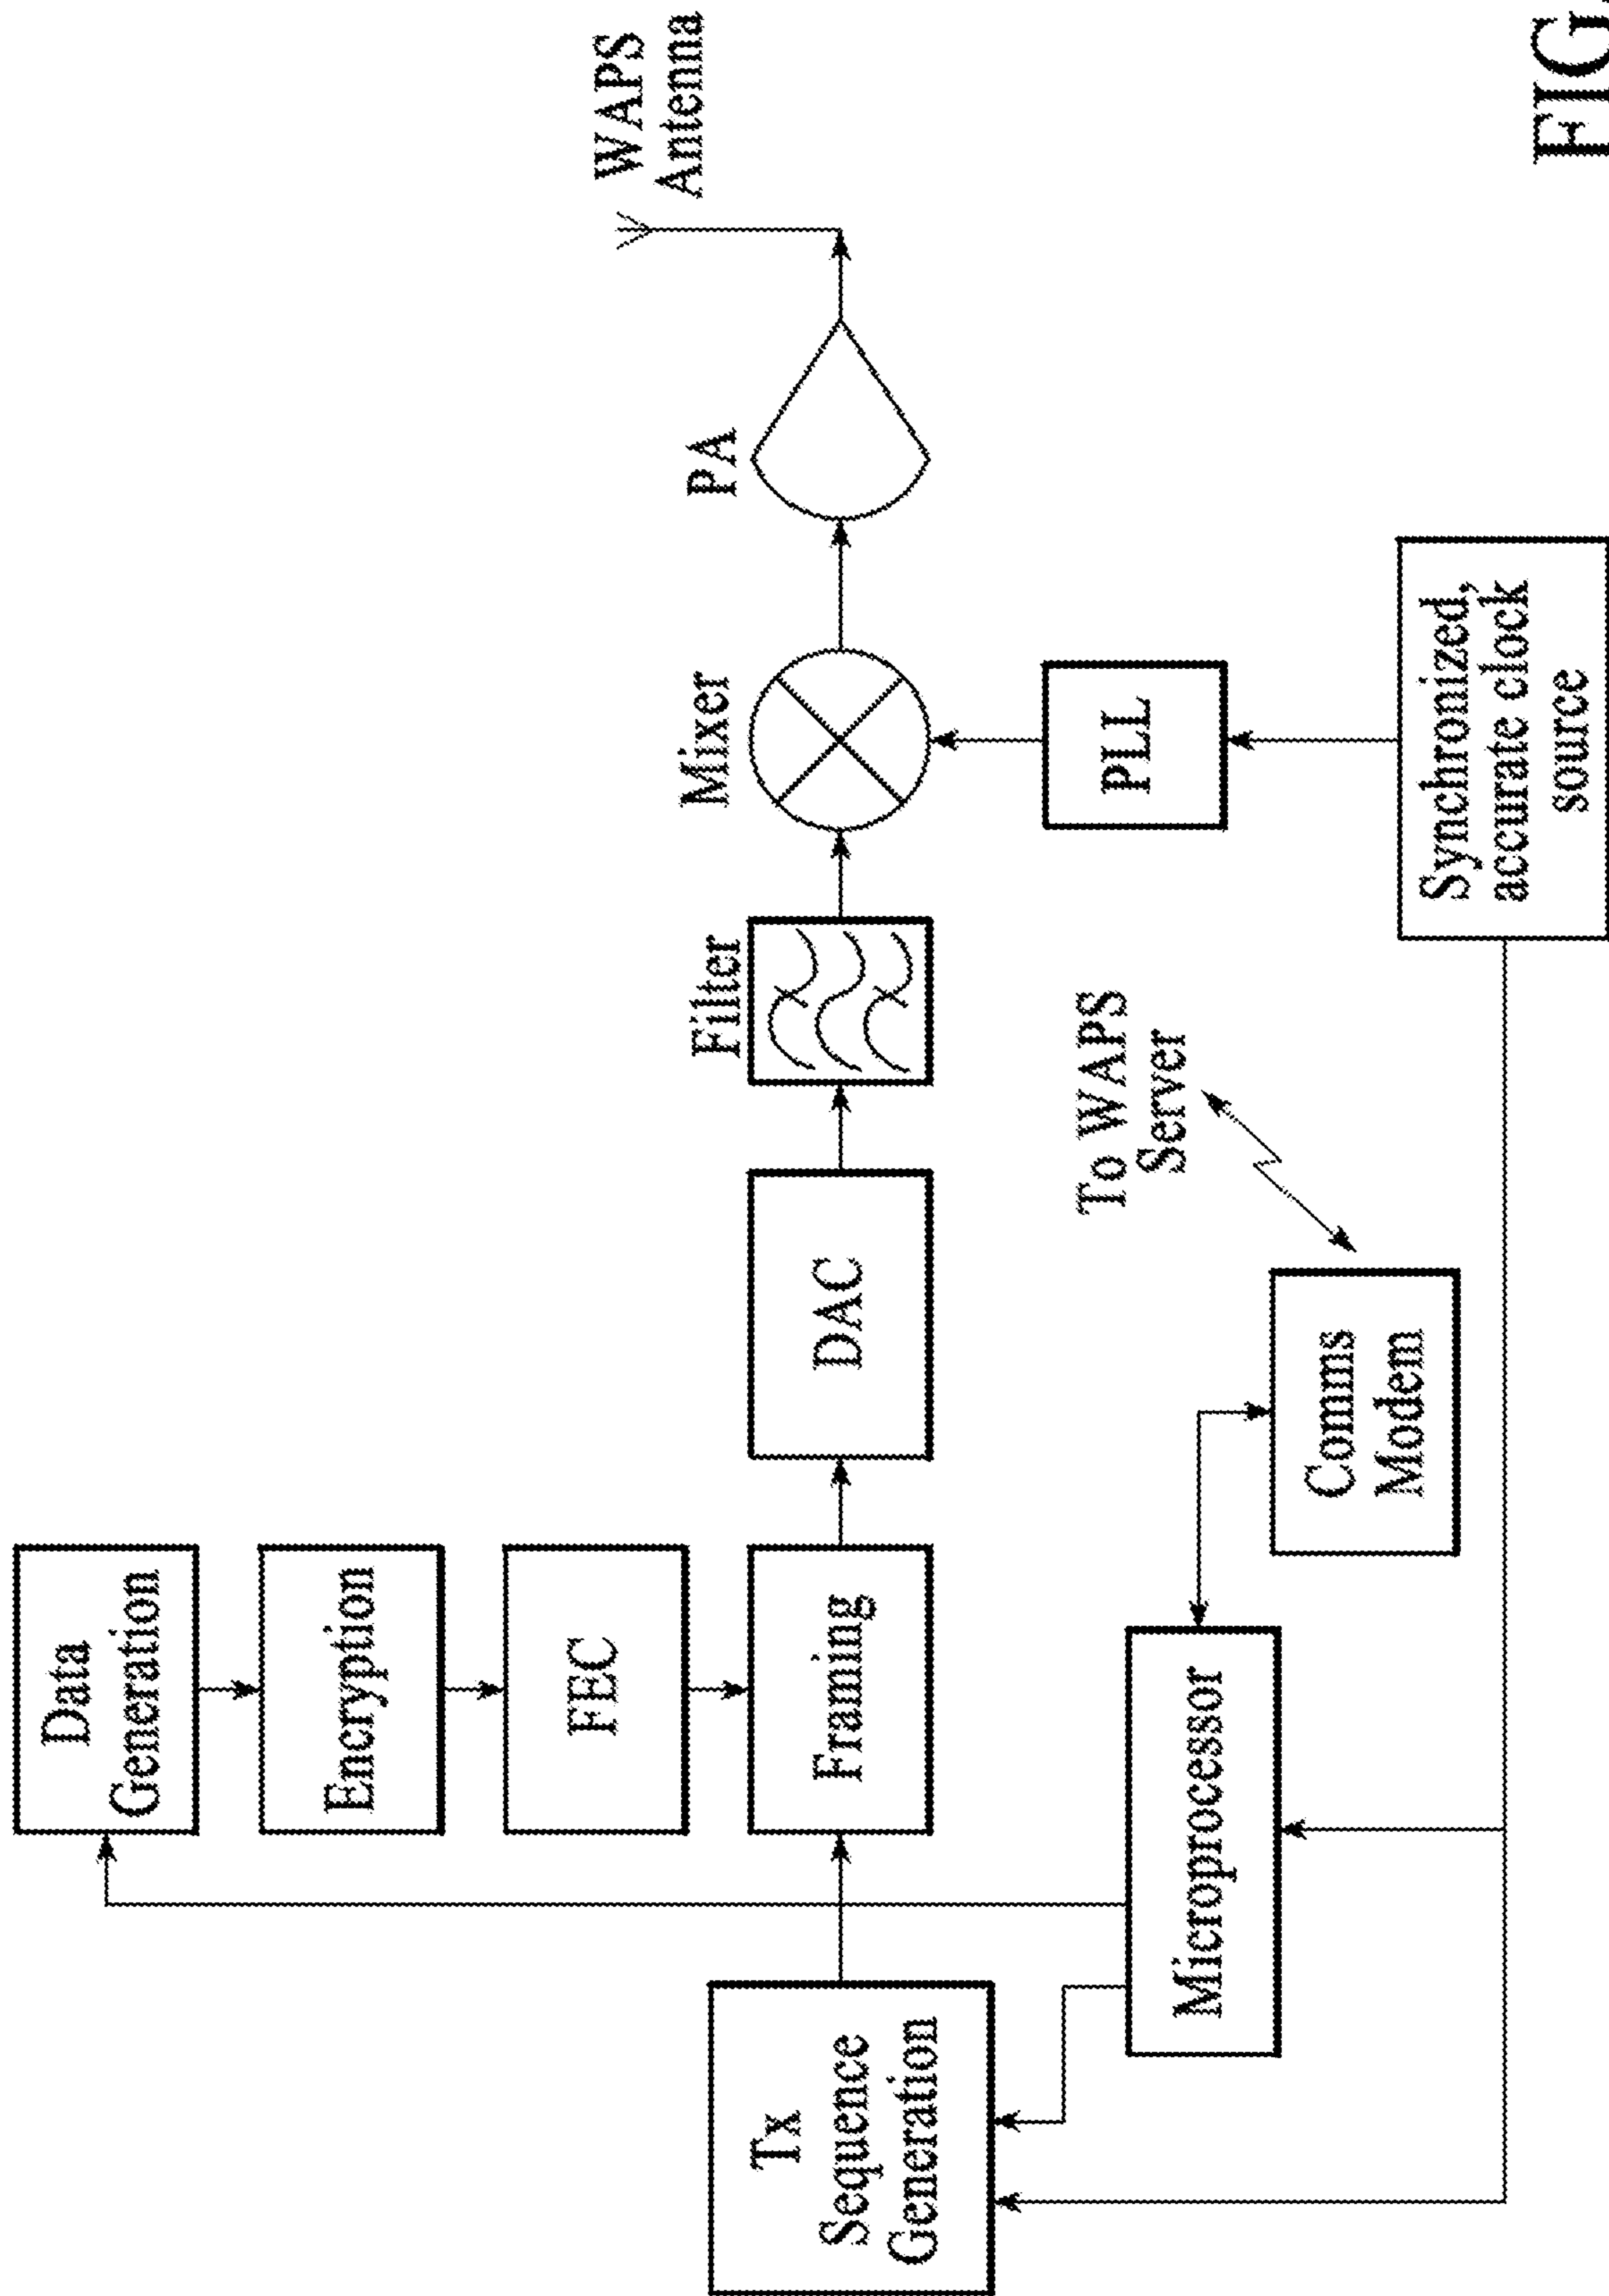 Data
Generation
Encryption
FEC
WAPS
Antenna
Tx
Sequence
Generation
Framing
DAC
Filter
Mixer
PA
Microprocessor
To WAPS
Server
PLL
Comms
Modem
Synchronized,
accurate clock
source
FIG.